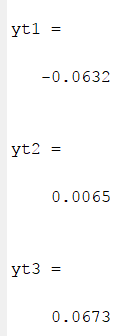 yt1 =
-0.0632
yt2 =
0.0065
yt3 =
0.0673